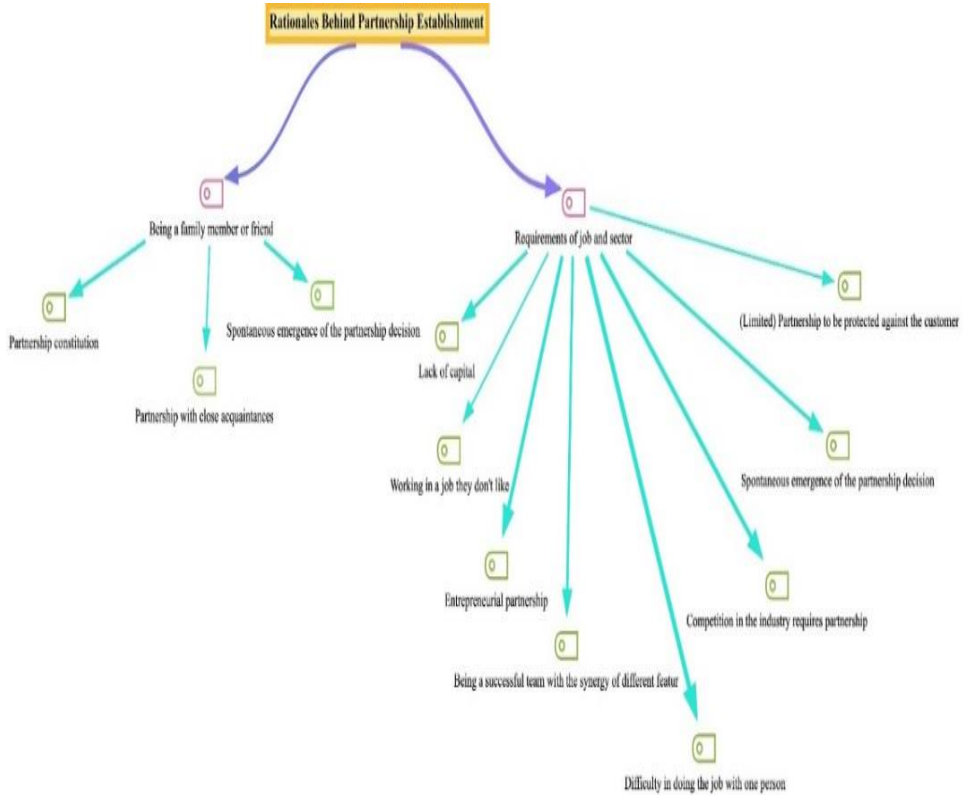 Rationales Behind Partnership Establishment
Being a family member or friend
Requirements of job and sector
Partnership constitution
Spontaneous emergence of the partnership decision
Partnership with close acquaintances
(Limited) Partnership to be protected against the customer
Lack of capital
Working in a job they don't like
Spontaneous emergence of the partnership decision
Entrepreneurial partnership
Competition in the industry requires partnership
Being a successful team with the synergy of different featur
Difficulty in doing the job with one person